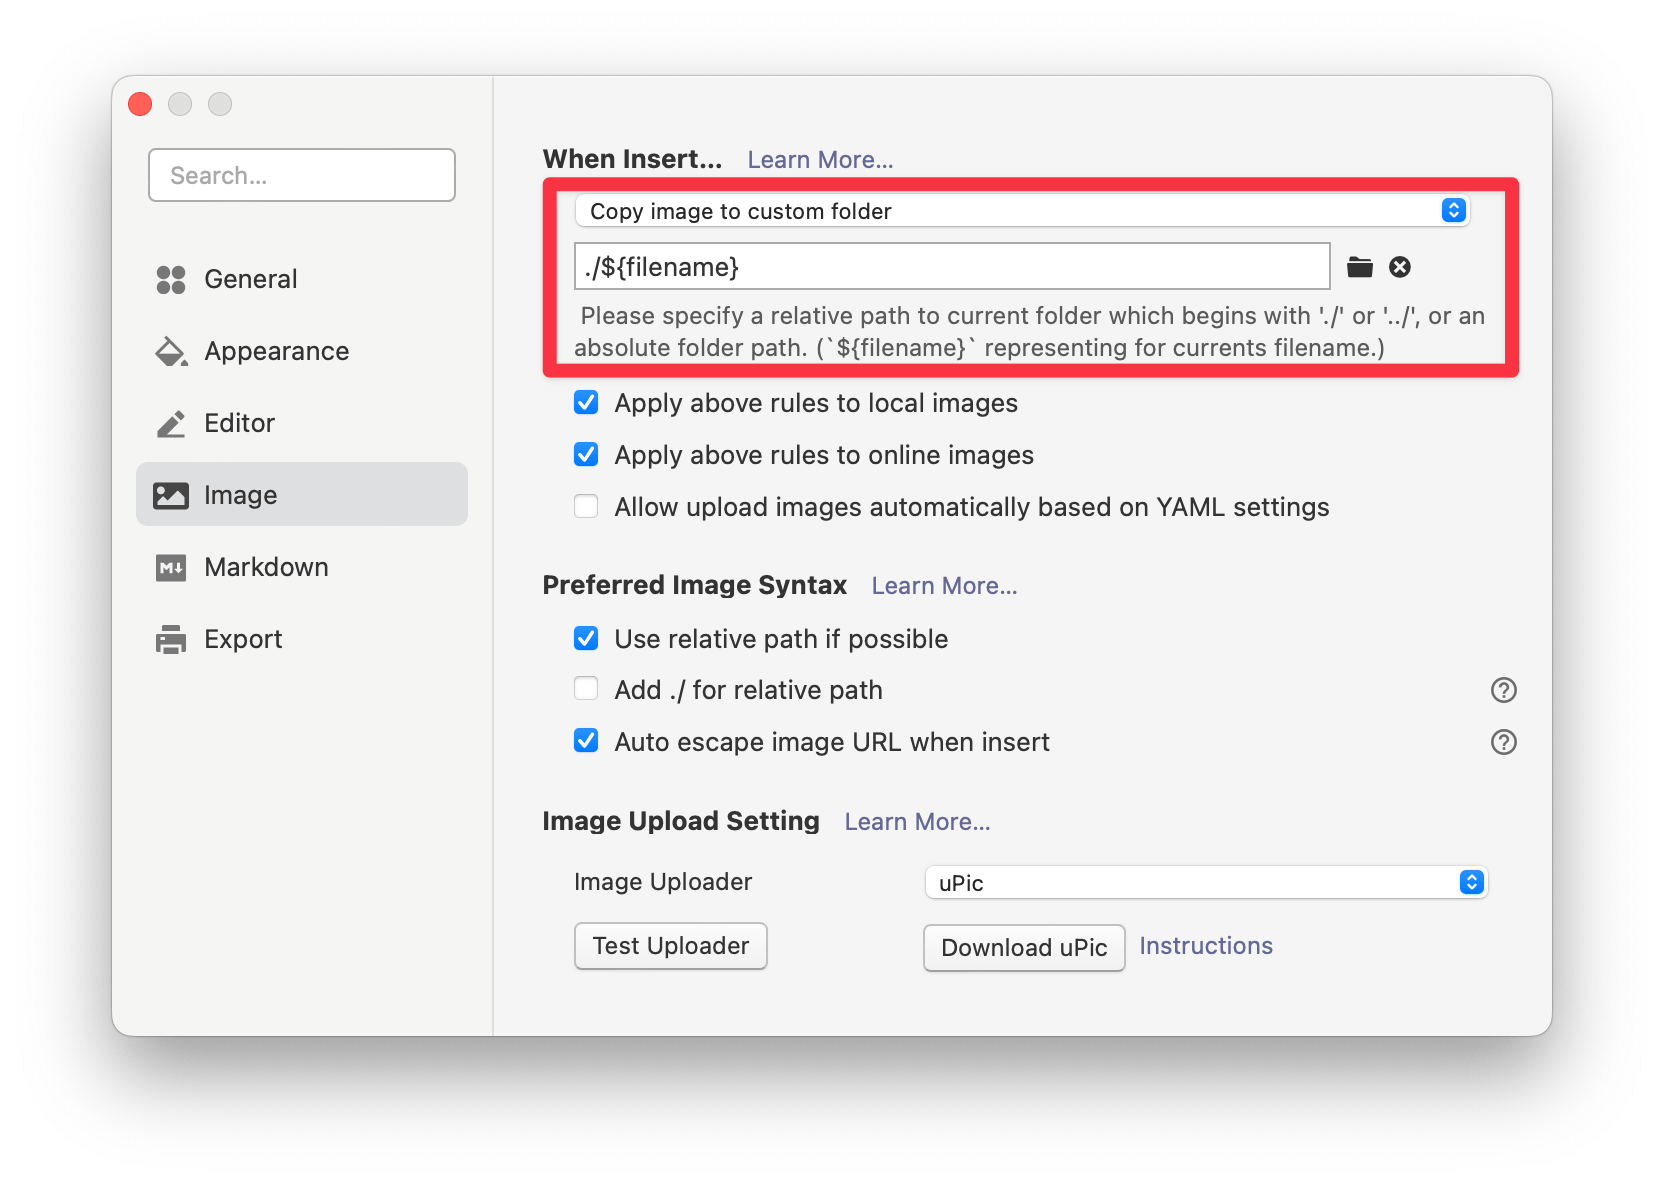 Search...
General
Appearance
Editor
Image
Markdown
Export
When Insert... Learn More...
Copy image to custom folder
./${filename}
Please specify a relative path to current folder which begins with './' or '../', or an
absolute folder path. (`${filename}` representing for currents filename.)
Apply above rules to local images
Apply above rules to online images
Allow upload images automatically based on YAML settings
Preferred Image Syntax Learn More...
Use relative path if possible
Add ./ for relative path
Auto escape image URL when insert
Image Upload Setting Learn More...
Image Uploader uPic
Test Uploader Download uPic Instructions